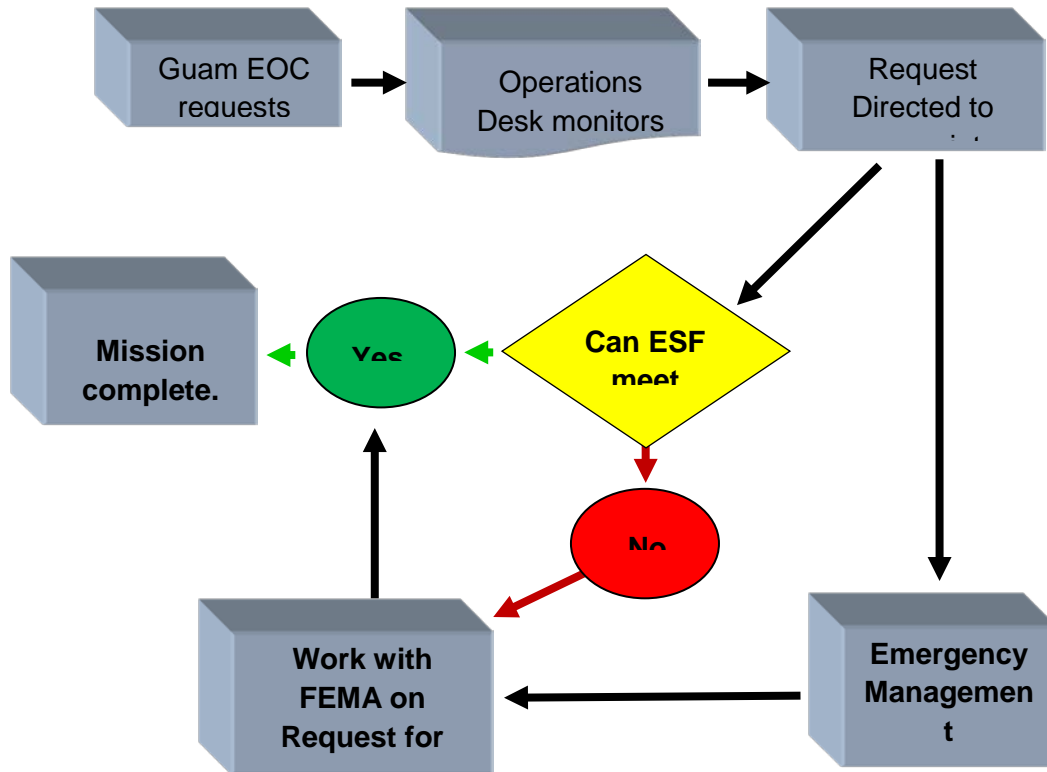 Guam EOC
requests
Operations
Desk monitors
Request
Directed to
Can ESF
meet
Yes
Mission
complete.
No
Work with
FEMA on
Request for
Emergency
Managemen
t